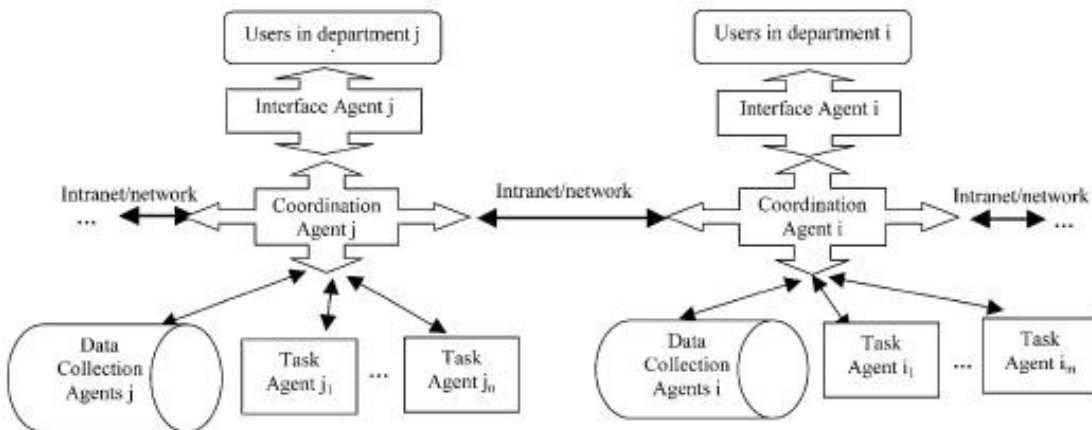 Users in department j
Users in department i
Interface Agent j
Interface Agent i
Intranet/network
...
Coordination
Agent j
Intranet/network
Coordination
Agent i
Intranet/network
...
Data
Collection
Agents j
Task
Agent j1
...
Task
Agent jn
Data
Collection
Agents i
Task
Agent i1
...
Task
Agent im